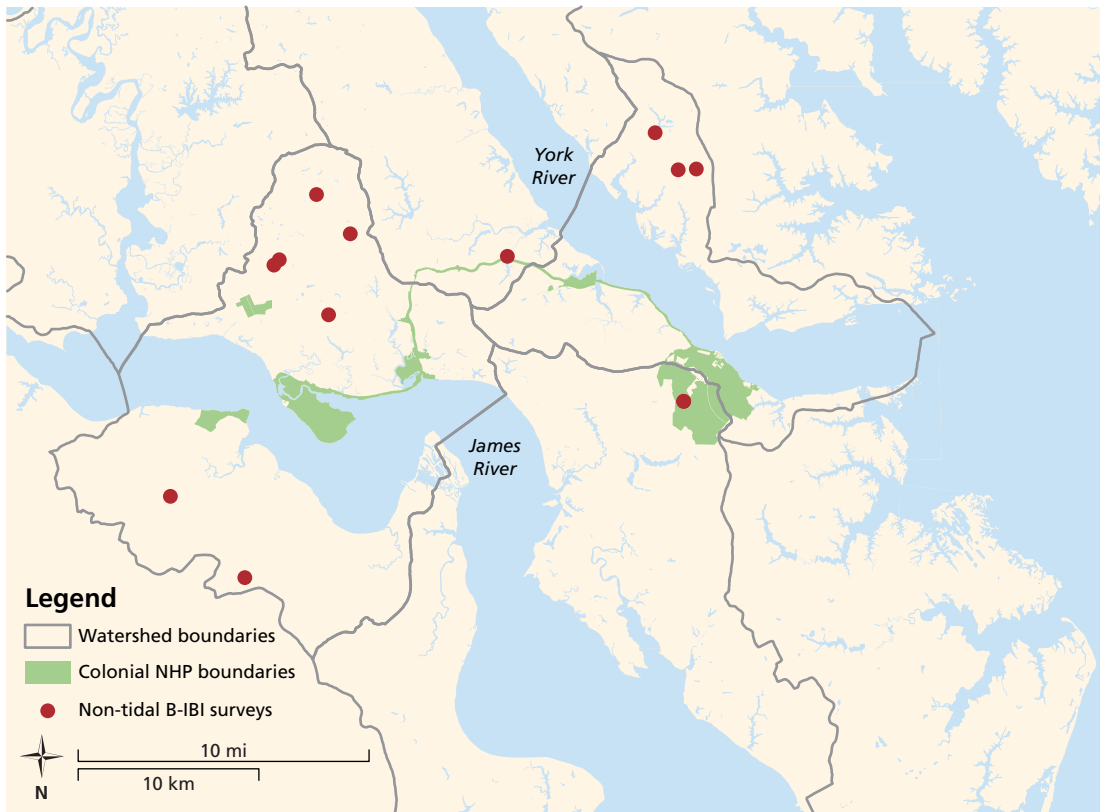 York
River
James
River
Legend
Watershed boundaries
Colonial NHP boundaries
Non-tidal B-IBI surveys
10 mi
10 km
N